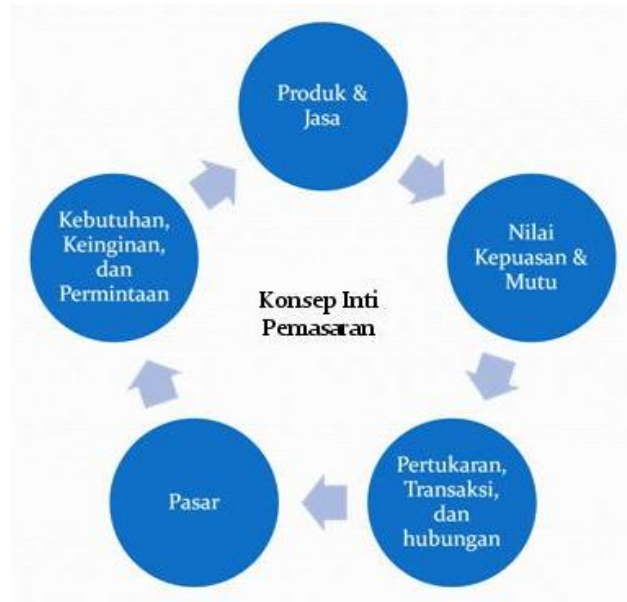 Produk &
Jasa
Nilai
Kepuasan &
Mutu
Pertukaran,
Transaksi,
dan
hubungan
Pasar
Kebutuhan,
Keinginan,
dan
Permintaan
Konsep Inti
Pemasaran